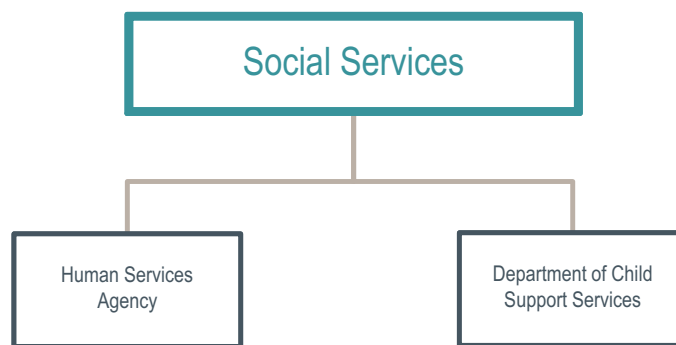 Social Services
Human Services
Agency
Department of Child
Support Services